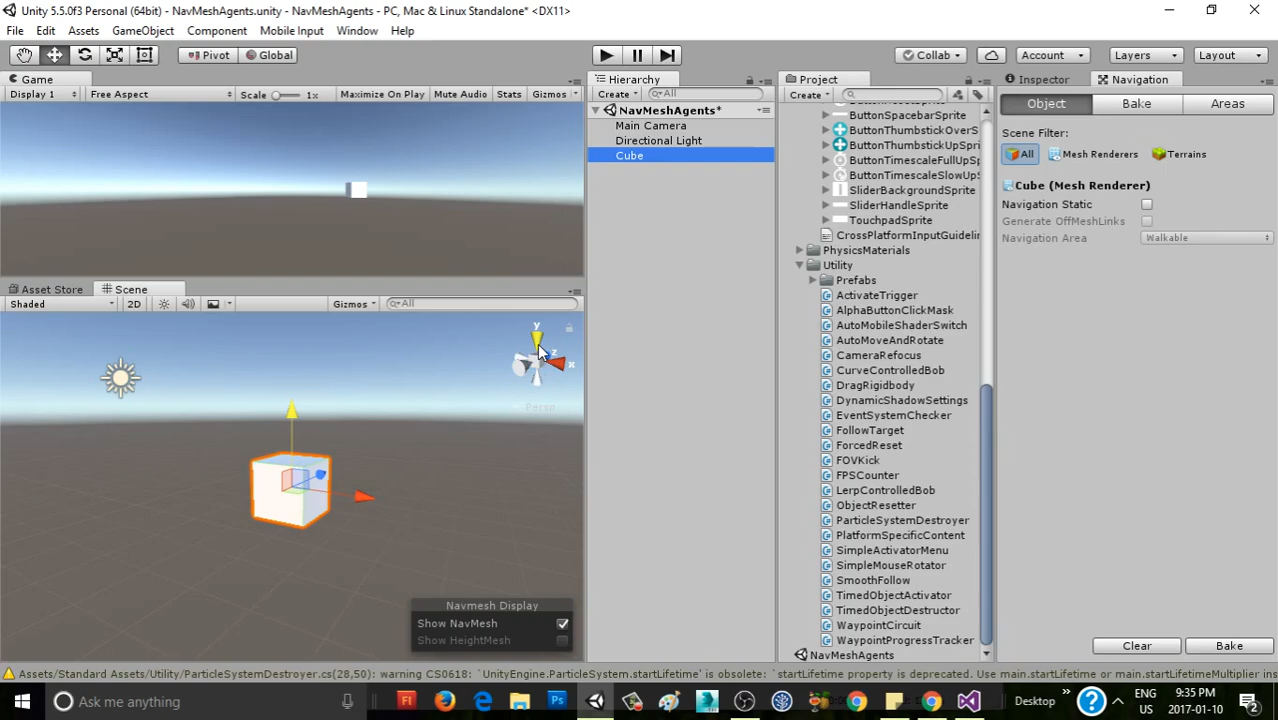 Unity 5.5.0f3 Personal (64bit) - NavMeshAgents.unity - NavMeshAgents - PC, Mac & Linux Standalone* <DX11>
File Edit Assets GameObject Component Mobile Input Window Help
Pivot Global Collab Account Layers Layout
Game
Display 1 Free Aspect Scale 1x Maximize On Play Mute Audio Stats Gizmos
Asset Store Scene
Shaded 2D Gizmos All
y
z
x
Persp
Navmesh Display
Show NavMesh
Show HeightMesh
Hierarchy
Create All
NavMeshAgents*
Main Camera
Directional Light
Cube
Project
Create
ButtonSpacebarSprite
ButtonThumbstickOverS
ButtonThumbstickUpSpri
ButtonTimescaleFullUpS
ButtonTimescaleSlowUpS
SliderBackgroundSprite
SliderHandleSprite
TouchpadSprite
CrossPlatformInputGuidelin
PhysicsMaterials
Utility
Prefabs
ActivateTrigger
AlphaButtonClickMask
AutoMobileShaderSwitch
AutoMoveAndRotate
CameraRefocus
CurveControlledBob
DragRigidbody
DynamicShadowSettings
EventSystemChecker
FollowTarget
ForcedReset
FOVKick
FPSCounter
LerpControlledBob
ObjectResetter
ParticleSystemDestroyer
PlatformSpecificContent
SimpleActivatorMenu
SimpleMouseRotator
SmoothFollow
TimedObjectActivator
TimedObjectDestructor
WaypointCircuit
WaypointProgressTracker
NavMeshAgents
Inspector Navigation
Object Bake Areas
Scene Filter:
All Mesh Renderers Terrains
Cube (Mesh Renderer)
Navigation Static
Generate OffMeshLinks
Navigation Area Walkable
Clear Bake
Assets/Standard Assets/Utility/ParticleSystemDestroyer.cs(28,50): warning CS0618: `UnityEngine.ParticleSystem.startLifetime' is obsolete: `startLifetime property is deprecated. Use main.startLifetime or main.startLifetimeMultiplier ins
Ask me anything Desktop ENG 9:35 PM
US 2017-01-10 2